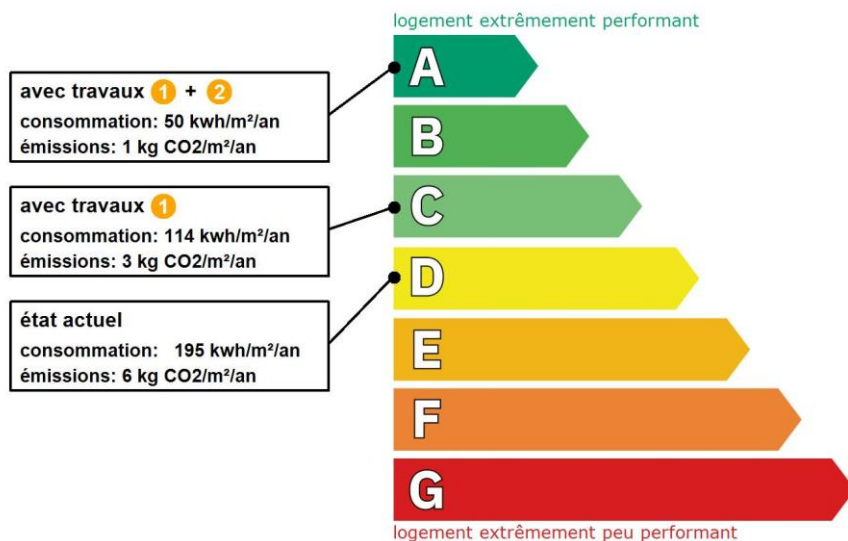 logement extrêmement performant
A
avec travaux 1 + 2
consommation: 50 kwh/m²/an
émissions: 1 kg CO2/m²/an
B
avec travaux 1
consommation: 114 kwh/m²/an
émissions: 3 kg CO2/m²/an
C
D
état actuel
consommation: 195 kwh/m²/an
émissions: 6 kg CO2/m²/an
E
F
G
logement extrêmement peu performant